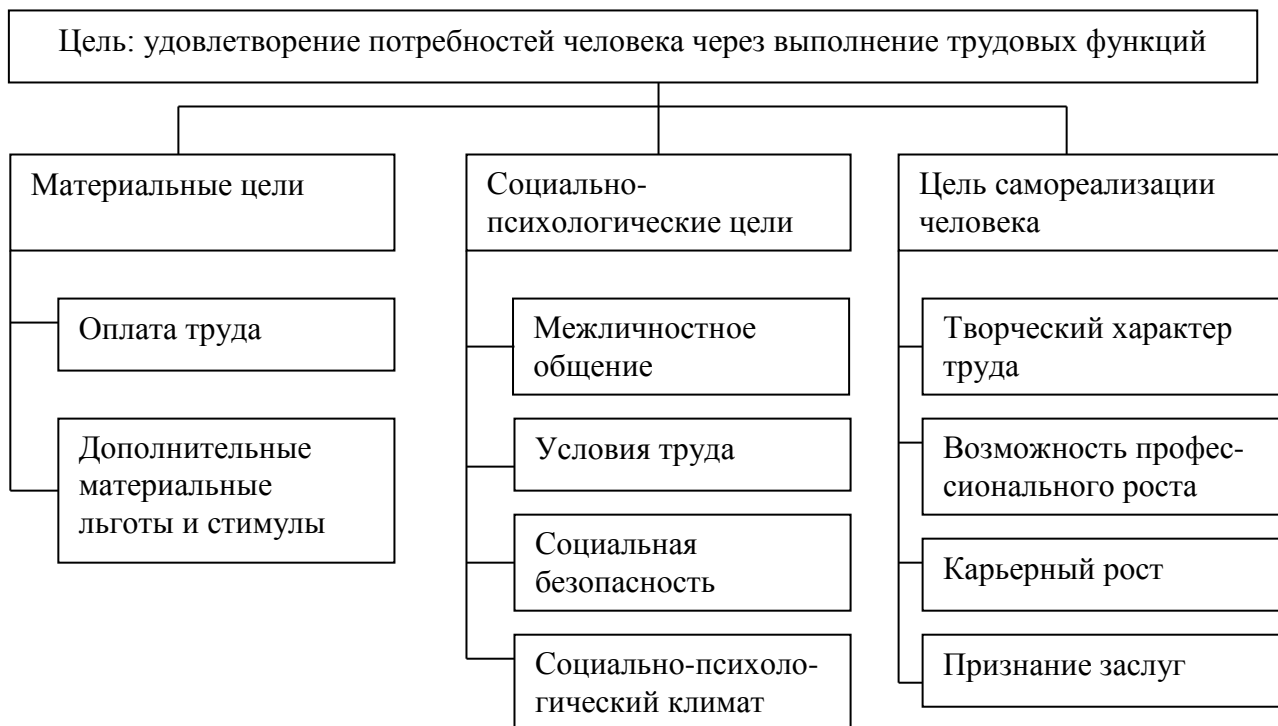 Цель: удовлетворение потребностей человека через выполнение трудовых функций
Материальные цели
Оплата труда
Дополнительные
материальные
льготы и стимулы
Социально-
психологические цели
Межличностное
общение
Условия труда
Социальная
безопасность
Социально-психоло-
гический климат
Цель самореализации
человека
Творческий характер
труда
Возможность профес-
сионального роста
Карьерный рост
Признание заслуг